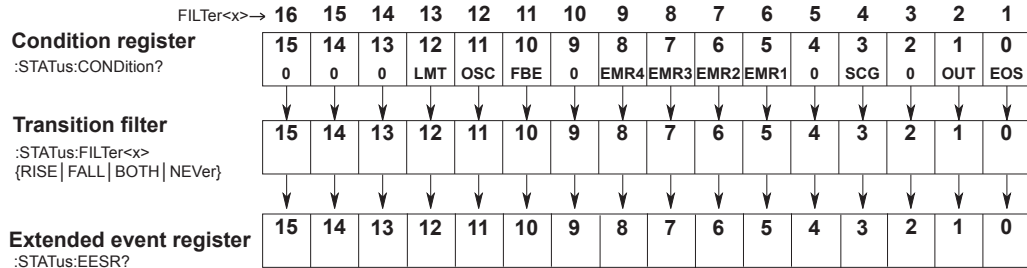 FILTer<x>→ 16 15 14 13 12 11 10 9 8 7 6 5 4 3 2 1
Condition register 15 14 13 12 11 10 9 8 7 6 5 4 3 2 1 0
:STATus:CONDition? 0 0 0 LMT OSC FBE 0 EMR4 EMR3 EMR2 EMR1 0 SCG 0 OUT EOS
Transition filter 15 14 13 12 11 10 9 8 7 6 5 4 3 2 1 0
:STATus:FILTer<x>
{RISE|FALL|BOTH|NEVer}
Extended event register 15 14 13 12 11 10 9 8 7 6 5 4 3 2 1 0
:STATus:EESR?